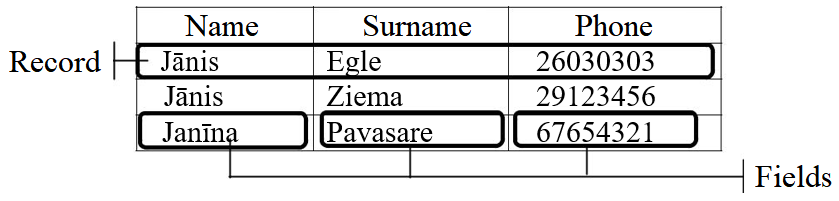 Name Surname Phone
Record Jānis Egle 26030303
Jānis Ziema 29123456
Janīna Pavasare 67654321
Fields